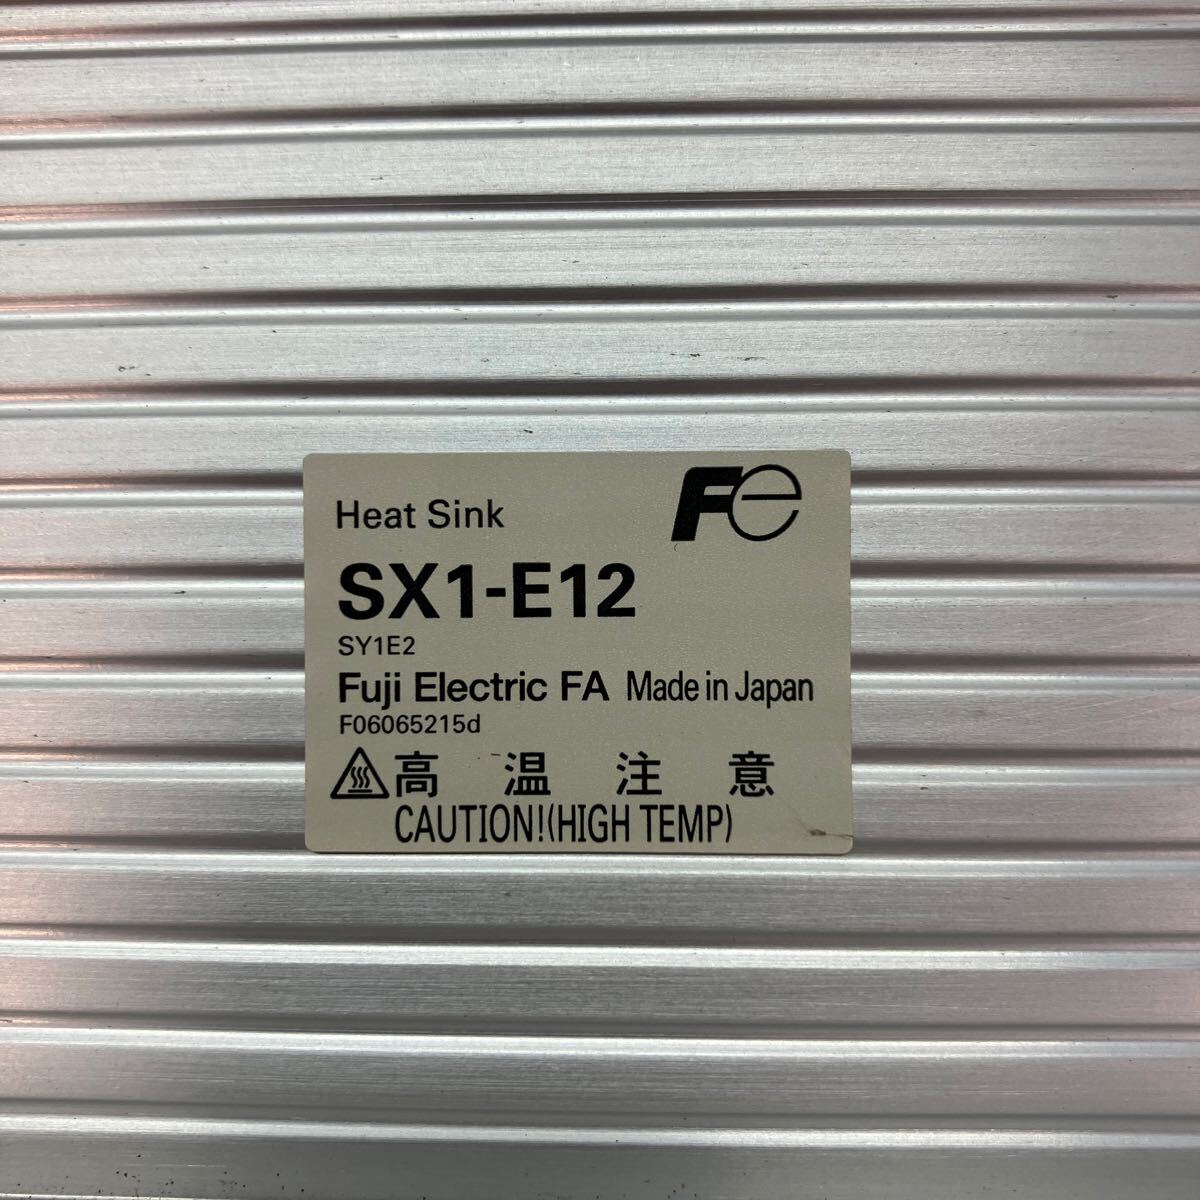 Heat Sink Fe
SX1-E12
SY1E2
Fuji Electric FA Made in Japan
F06065215d
高温注意
CAUTION!(HIGH TEMP)